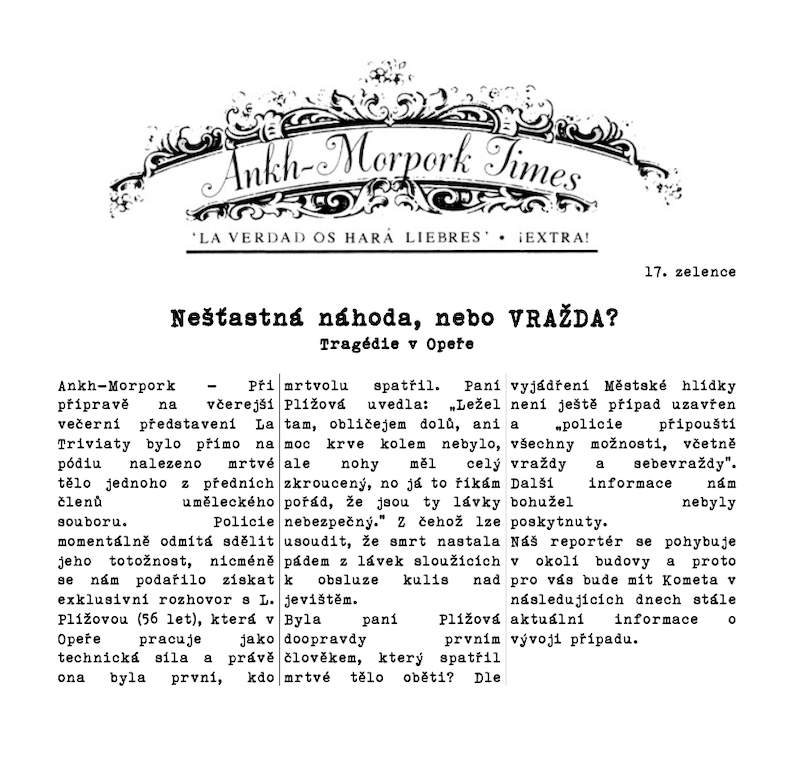 Ankh-Morpork Times
'LA VERDAD OS HARÁ LIEBRES' • ¡EXTRA!
17. zelence
Nešťastná náhoda, nebo VRAŽDA?
Tragédie v Opeře
Ankh-Morpork – Při
přípravě na včerejší
večerní představení La
Triviaty bylo přímo na
pódiu nalezeno mrtvé
tělo jednoho z předních
členů uměleckého
souboru. Policie
momentálně odmítá sdělit
jeho totožnost, nicméně
se nám podařilo získat
exklusivní rozhovor s L.
Plížovou (56 let), která v
Opeře pracuje jako
technická síla a právě
ona byla první, kdo
mrtvolu spatřil. Paní
Plížová uvedla: „Ležel
tam, obličejem dolů, ani
moc krve kolem nebylo,
ale nohy měl celý
zkroucený, no já to říkám
pořád, že jsou ty lávky
nebezpečný." Z čehož lze
usoudit, že smrt nastala
pádem z lávek sloužících
k obsluze kulis nad
jevištěm.
Byla paní Plížová
doopravdy prvním
člověkem, který spatřil
mrtvé tělo oběti? Dle
vyjádření Městské hlídky
není ještě případ uzavřen
a „policie připouští
všechny možnosti, včetně
vraždy a sebevraždy".
Další informace nám
bohužel nebyly
poskytnuty.
Náš reportér se pohybuje
v okolí budovy a proto
pro vás bude mít Kometa v
následujících dnech stále
aktuální informace o
vývoji případu.